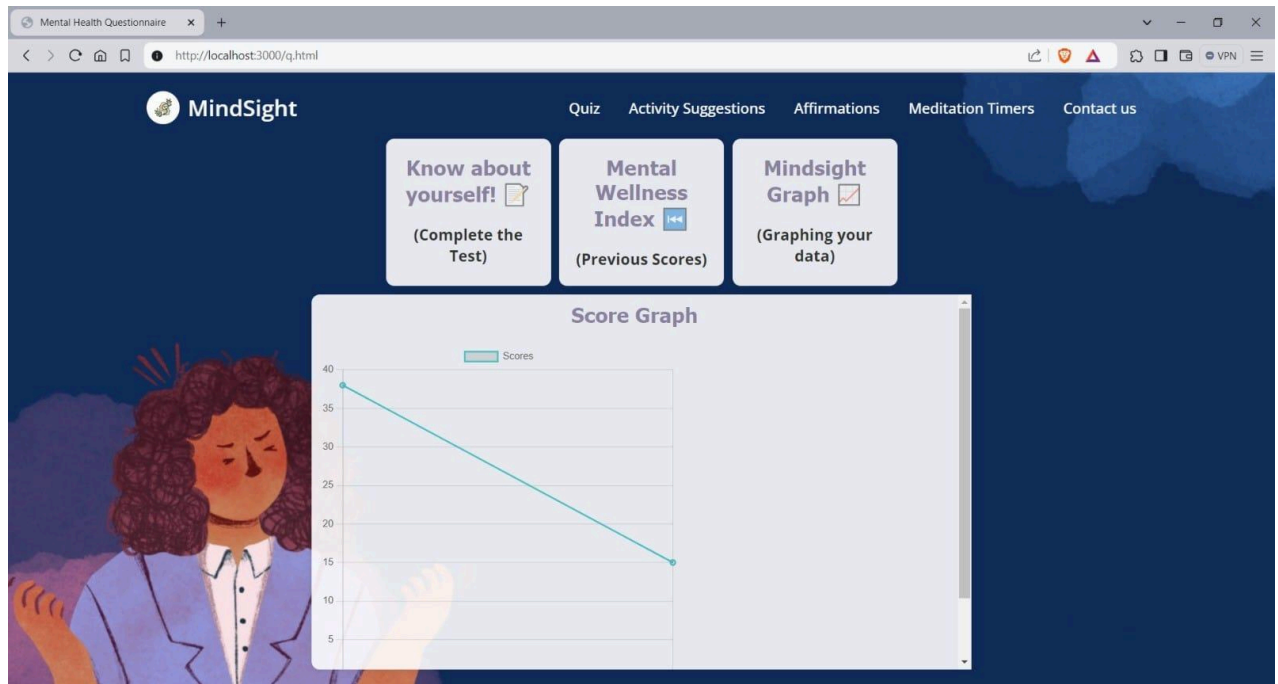 Mental Health Questionnaire
http://localhost:3000/q.html
VPN
MindSight
Quiz
Activity Suggestions
Affirmations
Meditation Timers
Contact us
Know about
yourself! 📝
(Complete the
Test)
Mental
Wellness
Index ⏮
(Previous Scores)
Mindsight
Graph 📈
(Graphing your
data)
Score Graph
Scores
40
35
30
25
20
15
10
5